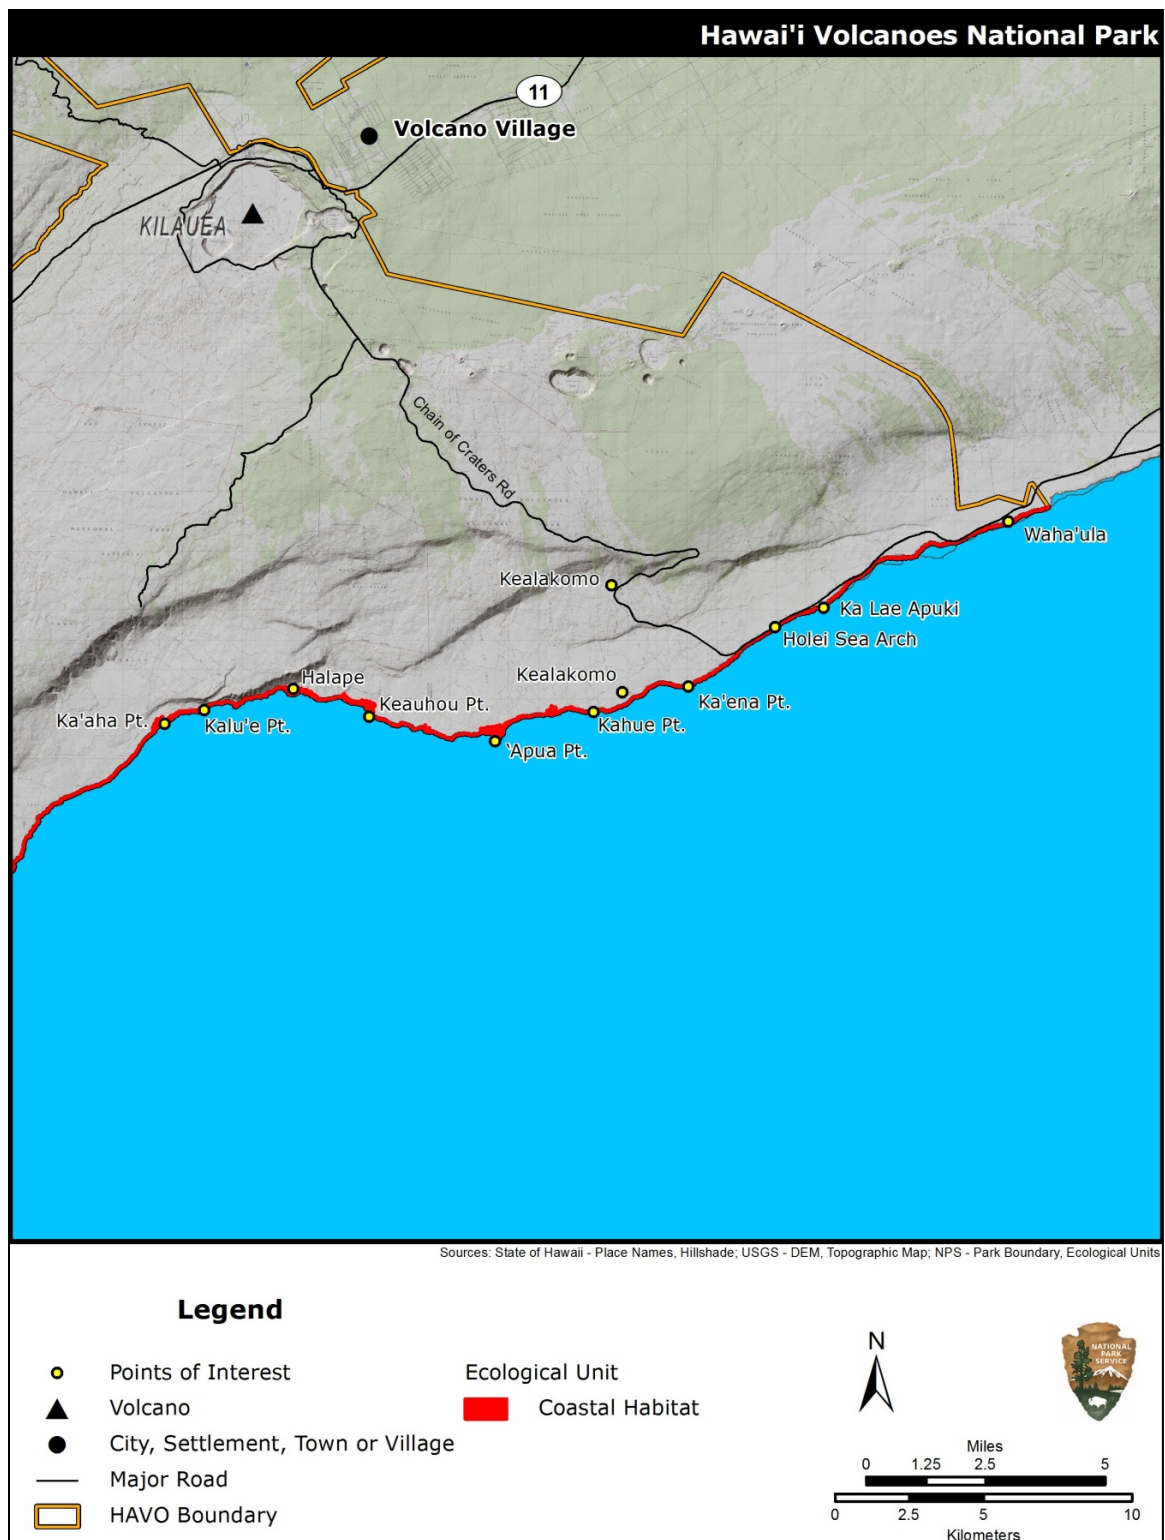 Hawai'i Volcanoes National Park
11
Volcano Village
KILAUEA
Chain of Craters Rd
Waha'ula
Kealakomo
Ka Lae Apuki
Holei Sea Arch
Halape
Kealakomo
Ka'ena Pt.
Keauhou Pt.
Ka'aha Pt.
Kalu'e Pt.
Kahue Pt.
'Apua Pt.
Sources: State of Hawaii - Place Names, Hillshade; USGS - DEM, Topographic Map; NPS - Park Boundary, Ecological Units
Legend
Points of Interest
Volcano
City, Settlement, Town or Village
Major Road
HAVO Boundary
Ecological Unit
Coastal Habitat
N
NATIONAL
PARK
SERVICE
Miles
0 1.25 2.5 5
0 2.5 5 10
Kilometers